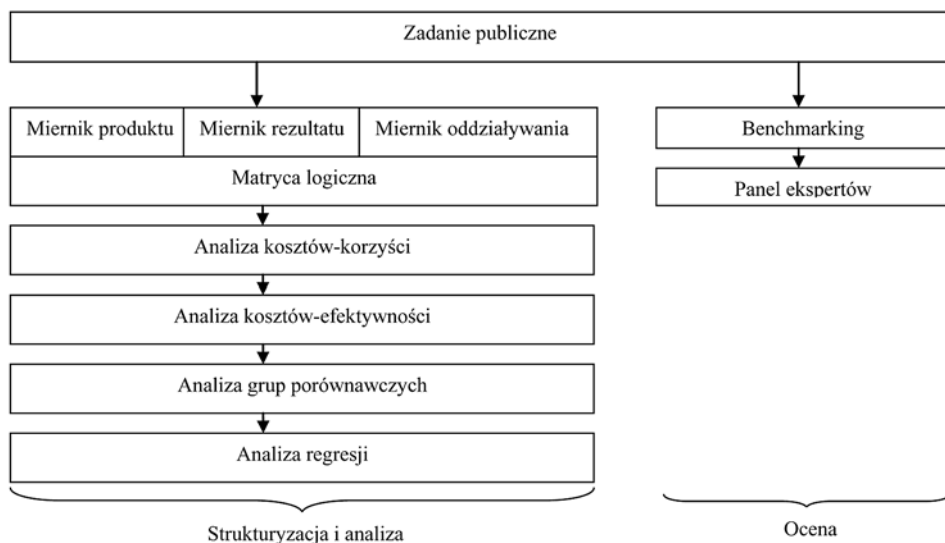 Zadanie publiczne
Miernik produktu
Miernik rezultatu
Miernik oddziaływania
Matryca logiczna
Analiza kosztów-korzyści
Analiza kosztów-efektywności
Analiza grup porównawczych
Analiza regresji
Strukturyzacja i analiza
Benchmarking
Panel ekspertów
Ocena